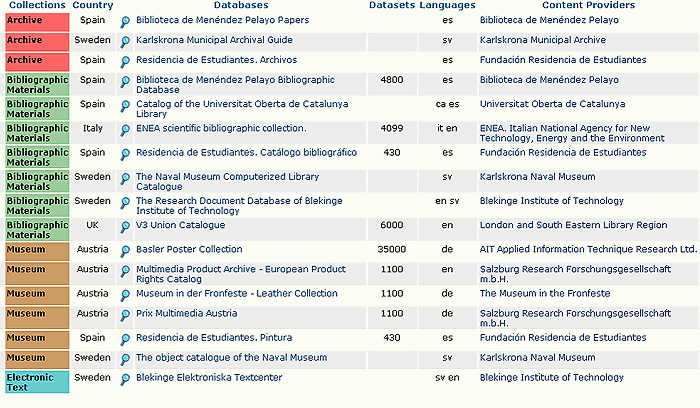 Collections Country Databases Datasets Languages Content Providers
Archive Spain Biblioteca de Menéndez Pelayo Papers es Biblioteca de Menéndez Pelayo
Archive Sweden Karlskrona Municipal Archival Guide sv Karlskrona Municipal Archive
Archive Spain Residencia de Estudiantes. Archivos es Fundación Residencia de Estudiantes
Bibliographic Spain Biblioteca de Menéndez Pelayo Bibliographic 4800 es Biblioteca de Menéndez Pelayo
Materials Database
Bibliographic Spain Catalog of the Universitat Oberta de Catalunya ca es Universitat Oberta de Catalunya
Materials Library
Bibliographic Italy ENEA scientific bibliographic collection. 4099 it en ENEA. Italian National Agency for New
Materials Technology, Energy and the Environment
Bibliographic Spain Residencia de Estudiantes. Catálogo bibliográfico 430 es Fundación Residencia de Estudiantes
Materials
Bibliographic Sweden The Naval Museum Computerized Library sv Karlskrona Naval Museum
Materials Catalogue
Bibliographic Sweden The Research Document Database of Blekinge en sv Blekinge Institute of Technology
Materials Institute of Technology
Bibliographic UK V3 Union Catalogue 6000 en London and South Eastern Library Region
Materials
Museum Austria Basler Poster Collection 35000 de AIT Applied Information Technique Research Ltd.
Museum Austria Multimedia Product Archive - European Product 1100 en Salzburg Research Forschungsgesellschaft
Rights Catalog m.b.H.
Museum Austria Museum in der Fronfeste - Leather Collection 1100 de The Museum in the Fronfeste
Museum Austria Prix Multimedia Austria 1100 de Salzburg Research Forschungsgesellschaft
m.b.H.
Museum Spain Residencia de Estudiantes. Pintura 430 es Fundación Residencia de Estudiantes
Museum Sweden The object catalogue of the Naval Museum sv Karlskrona Naval Museum
Electronic Sweden Blekinge Elektroniska Textcenter sv en Blekinge Institute of Technology
Text